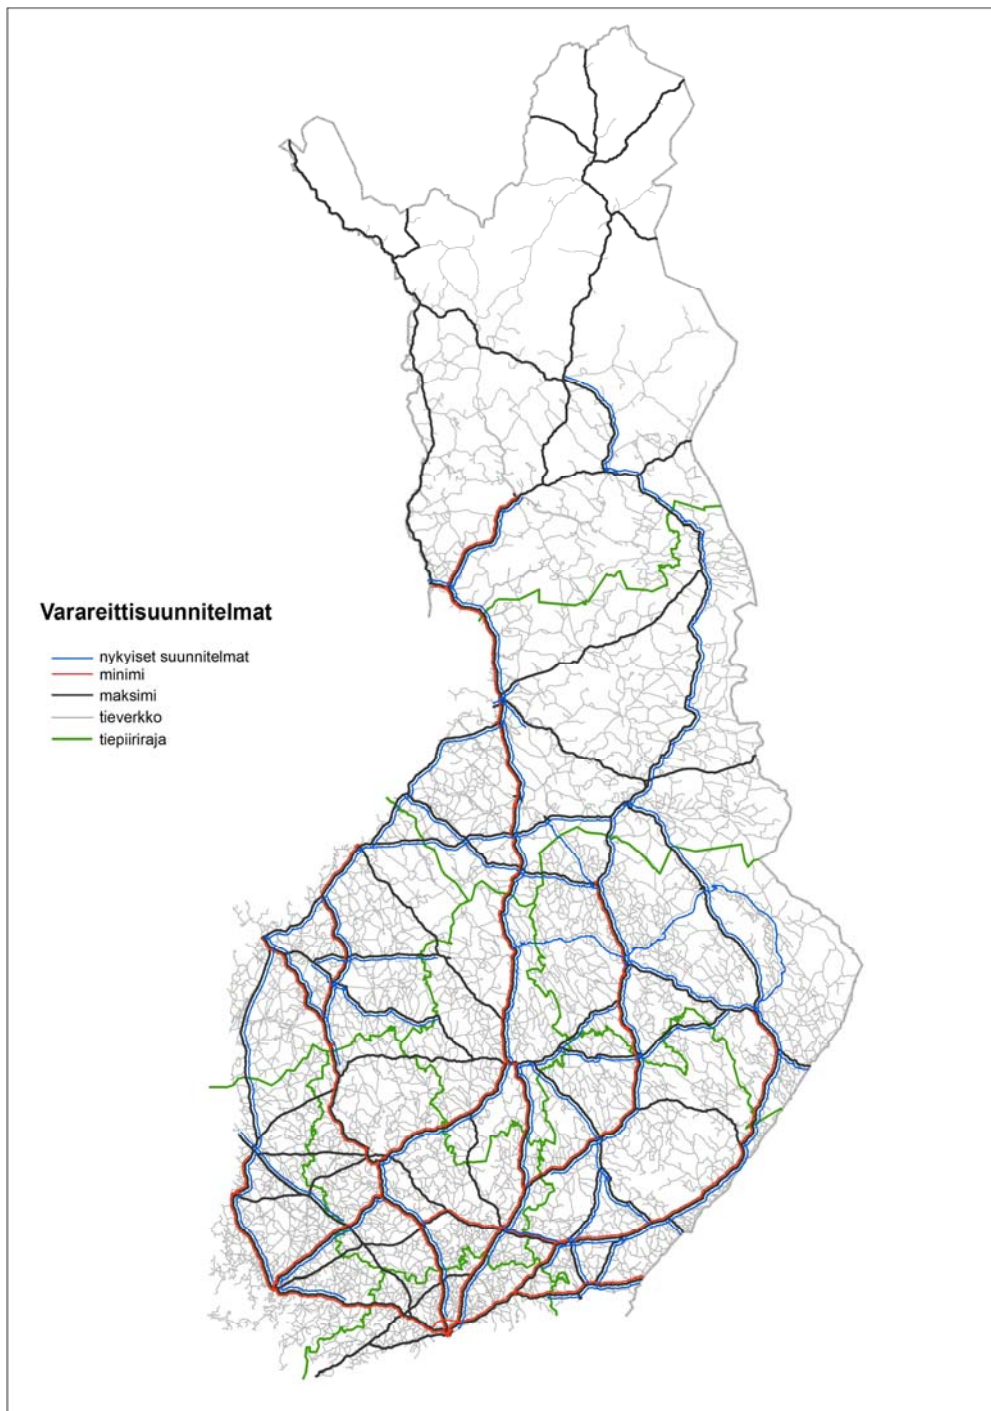 Varareittisuunnitelmat
nykyiset suunnitelmat
minimi
maksimi
tieverkko
tiepiiriraja